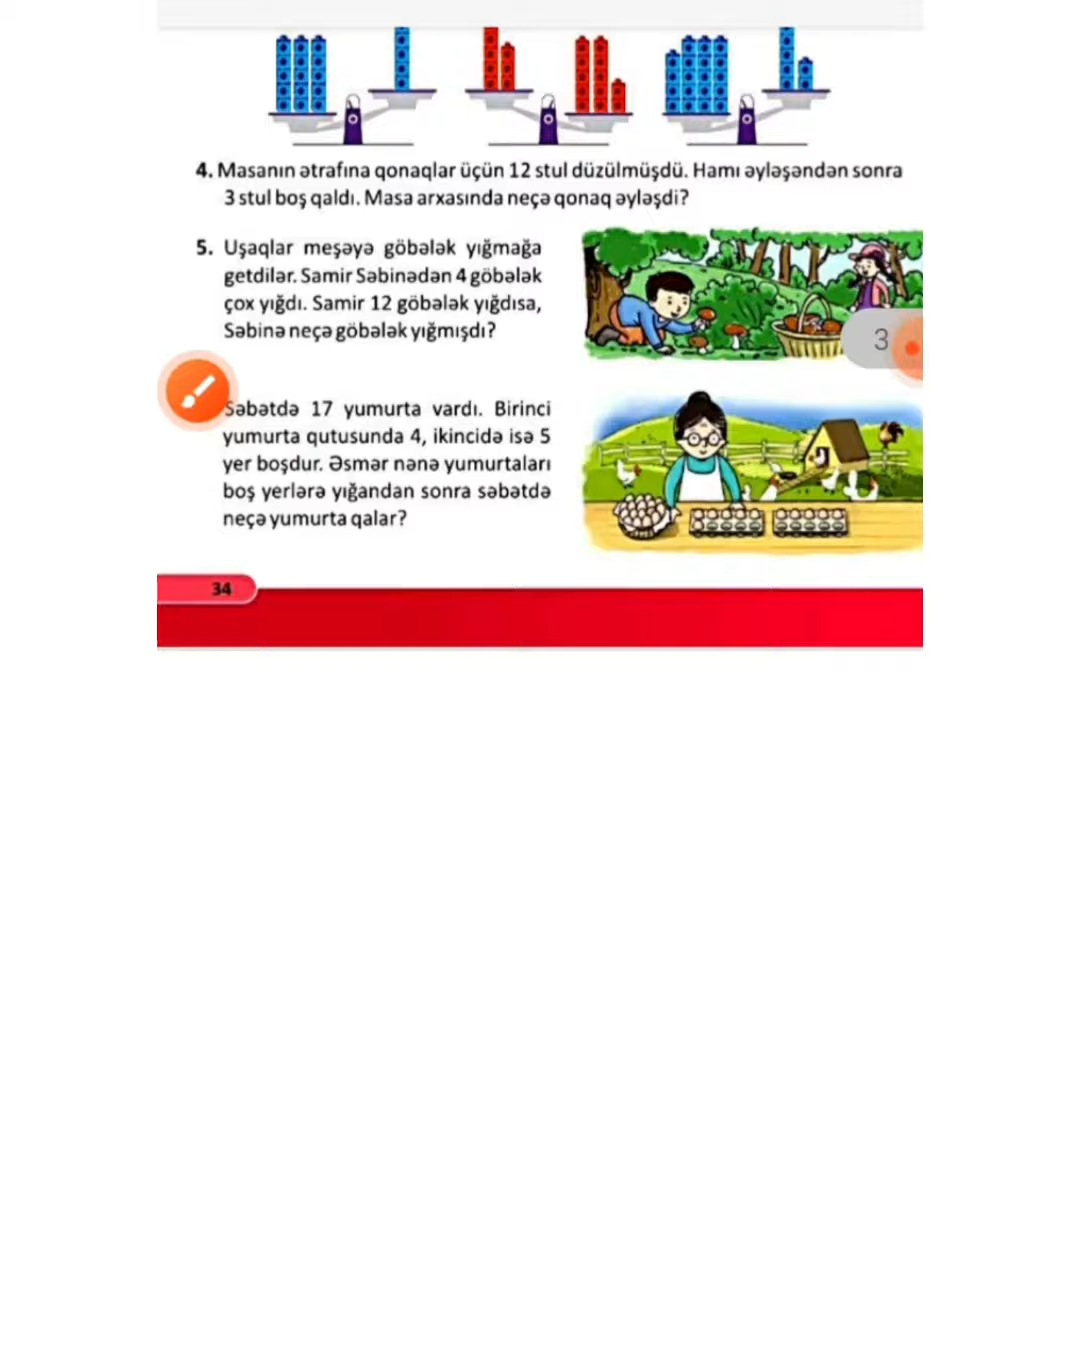 4. Masanın ətrafına qonaqlar üçün 12 stul düzülmüşdü. Hamı əyləşəndən sonra
3 stul boş qaldı. Masa arxasında neçə qonaq əyləşdi?
5. Uşaqlar meşəyə göbələk yığmağa
getdilər. Samir Səbinədən 4 göbələk
çox yığdı. Samir 12 göbələk yığdısa,
Səbinə neçə göbələk yığmışdı?
3
Səbətdə 17 yumurta vardı. Birinci
yumurta qutusunda 4, ikincidə isə 5
yer boşdur. Əsmər nənə yumurtaları
boş yerlərə yığandan sonra səbətdə
neçə yumurta qalar?
34